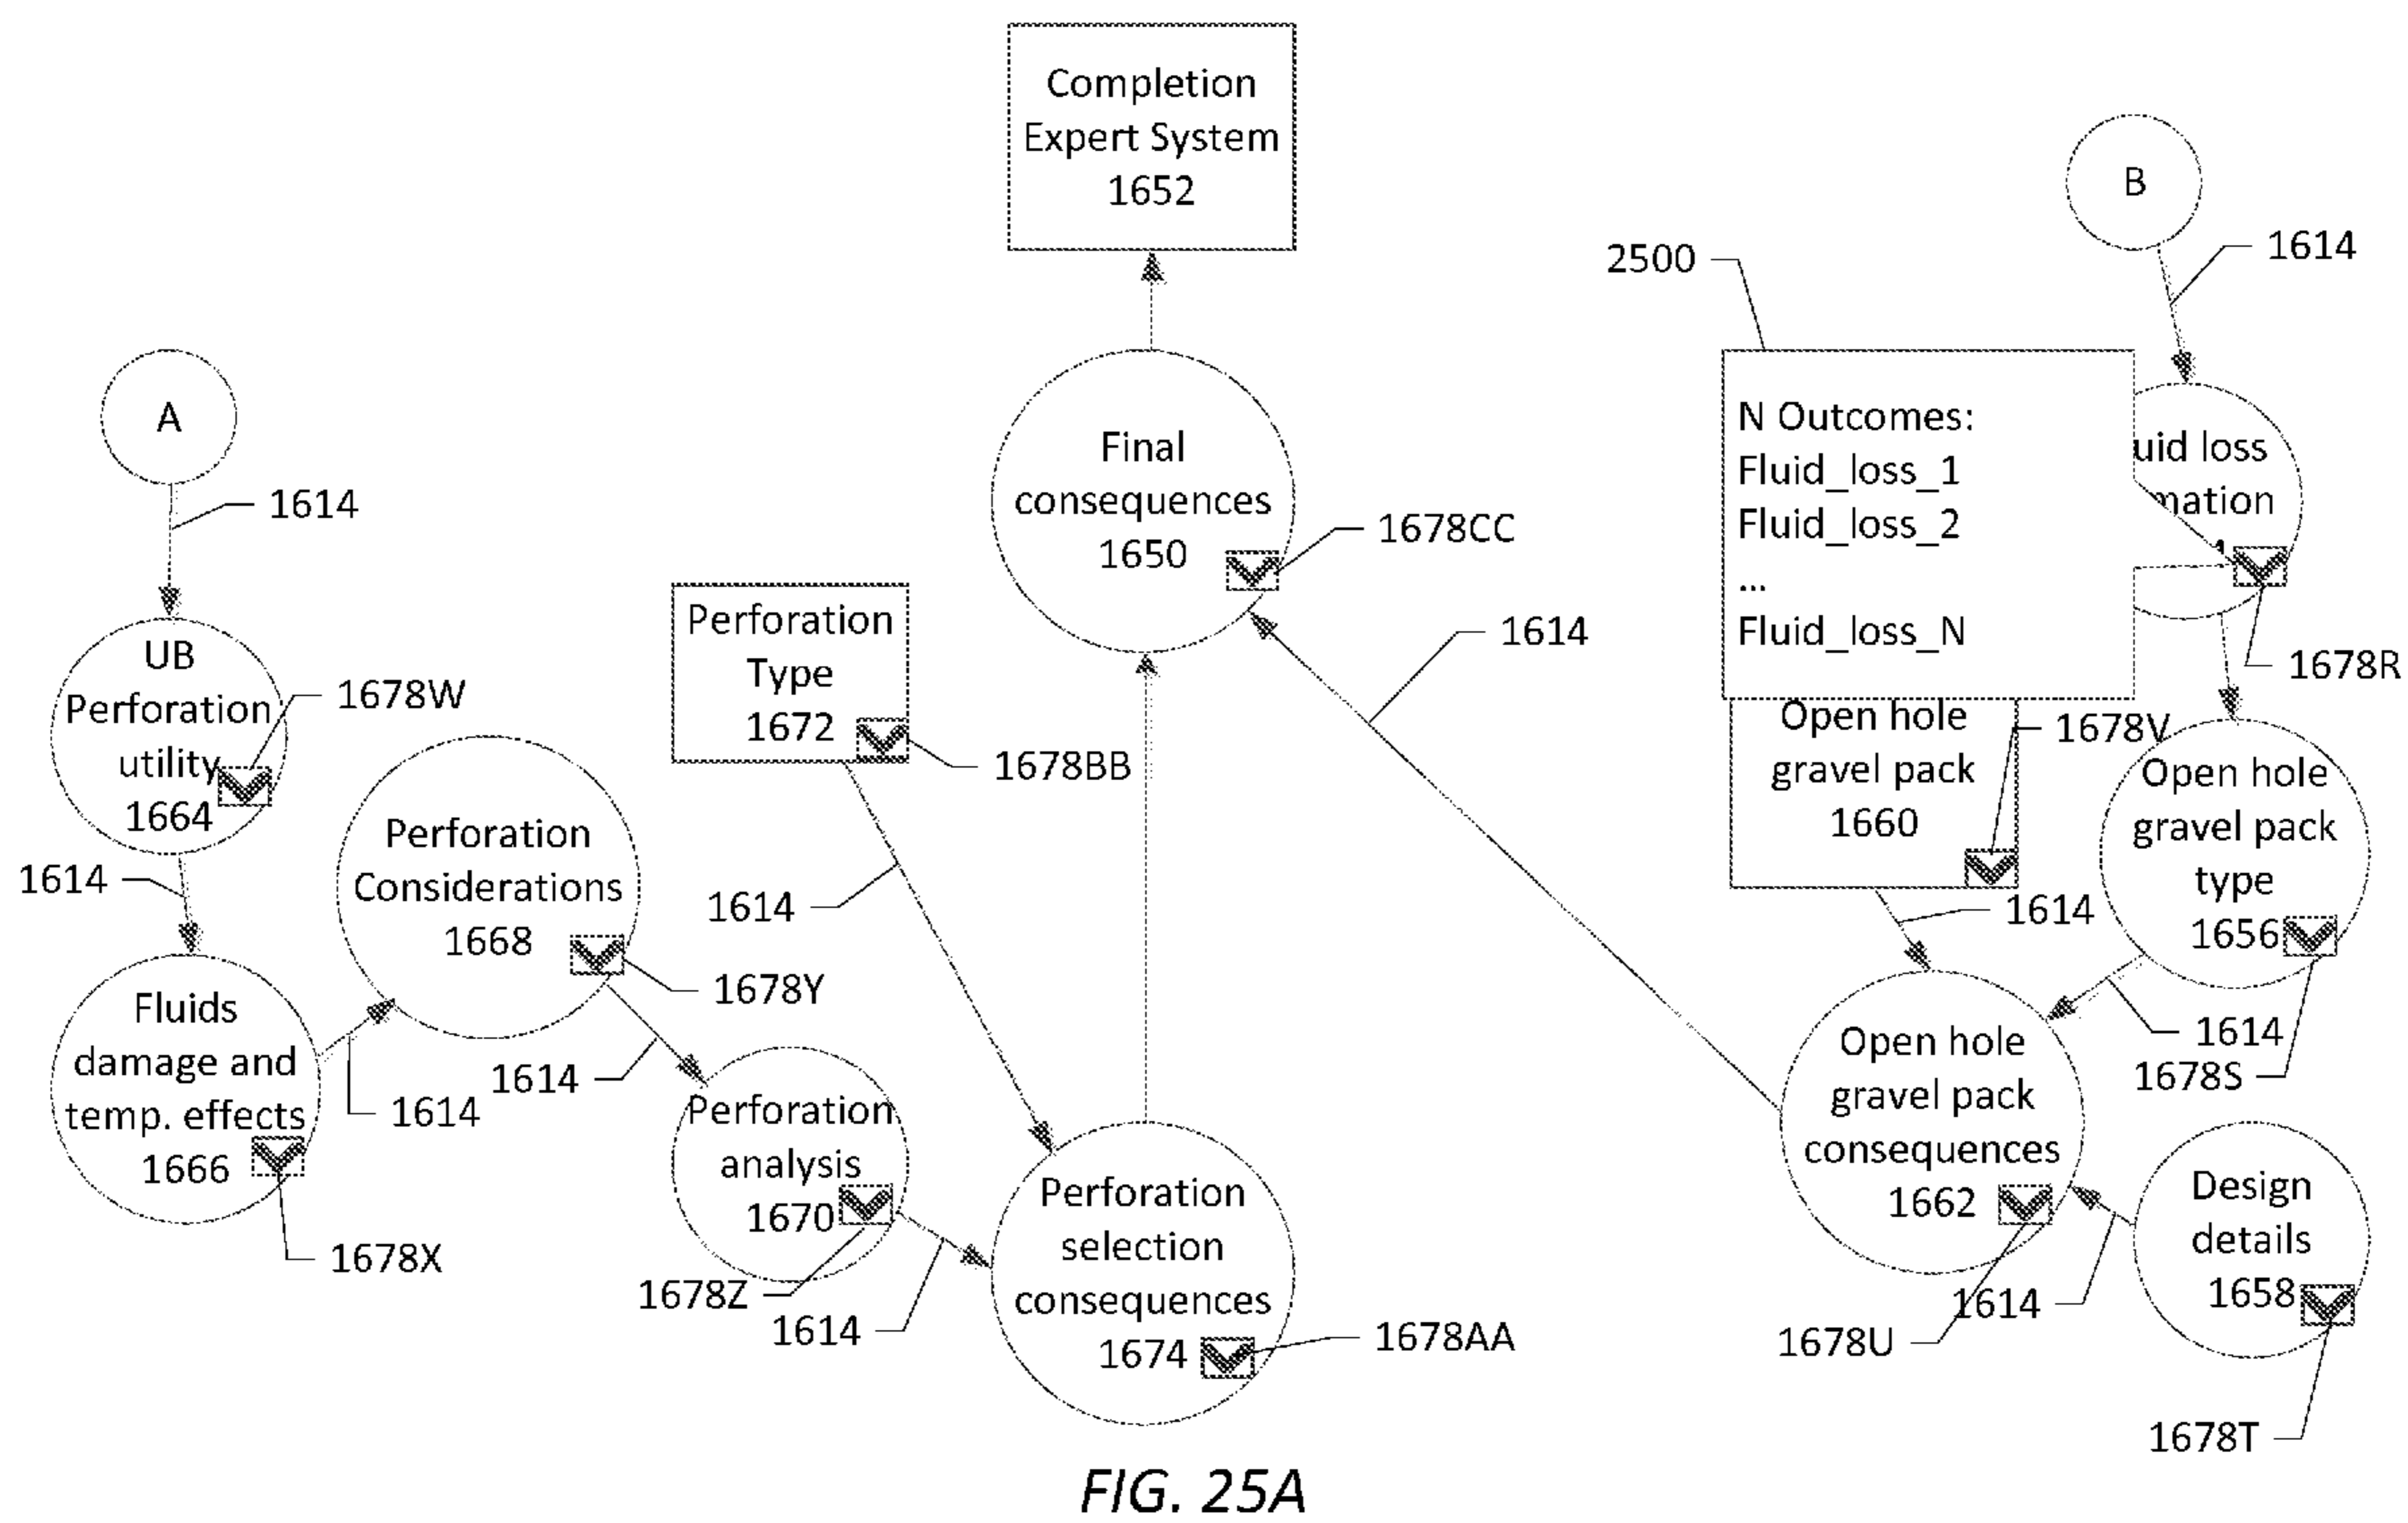 Completion
Expert System
1652
B
1614
2500
A
1614
N Outcomes:
Fluid_loss_1
Fluid_loss_2
...
Fluid_loss_N
uid loss
mation
1678R
Final
consequences
1650
1678CC
1614
Perforation
Type
1672
1678BB
UB
Perforation
utility
1664
1678W
1614
Open hole
gravel pack
1660
1678V
1614
Open hole
gravel pack
type
1656
1614
1678S
Perforation
Considerations
1668
1678Y
1614
1614
Fluids
damage and
temp. effects
1666
1614
1678X
Perforation
analysis
1670
1678Z
1614
Perforation
selection
consequences
1674
1678AA
Open hole
gravel pack
consequences
1662
1678U
1614
Design
details
1658
1678T
FIG. 25A